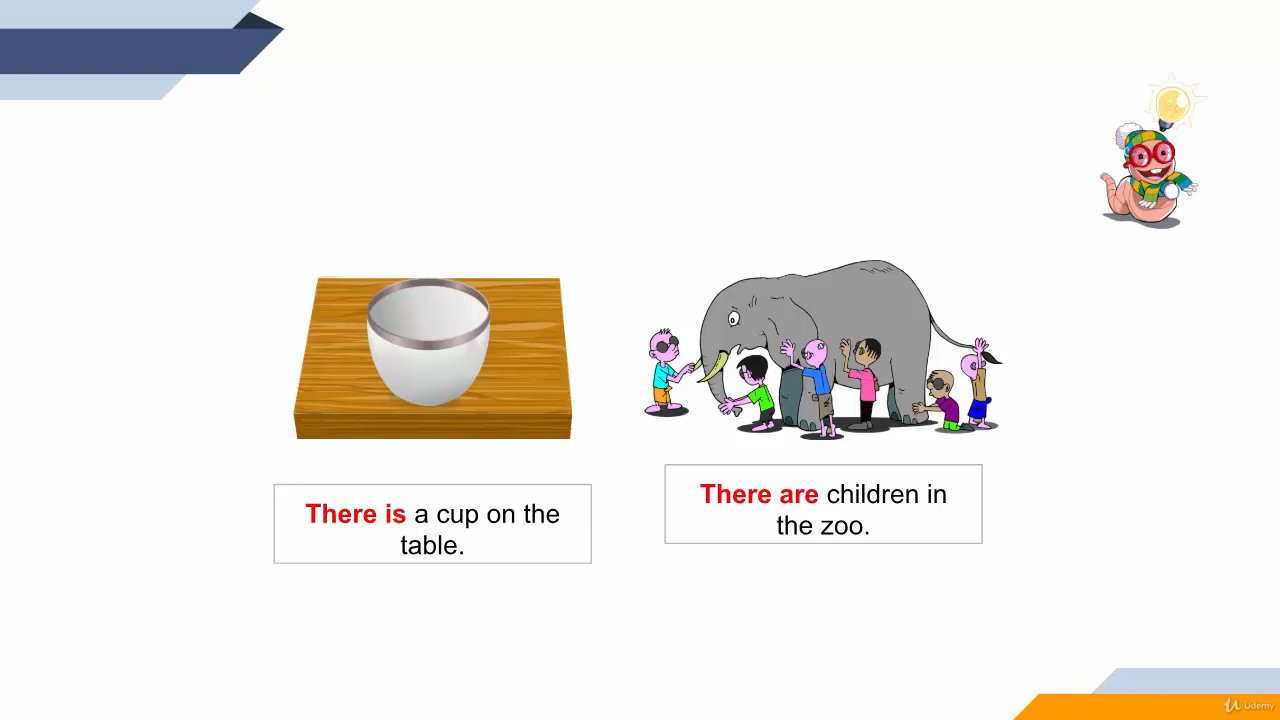 There is a cup on the
table.
There are children in
the zoo.
Udemy